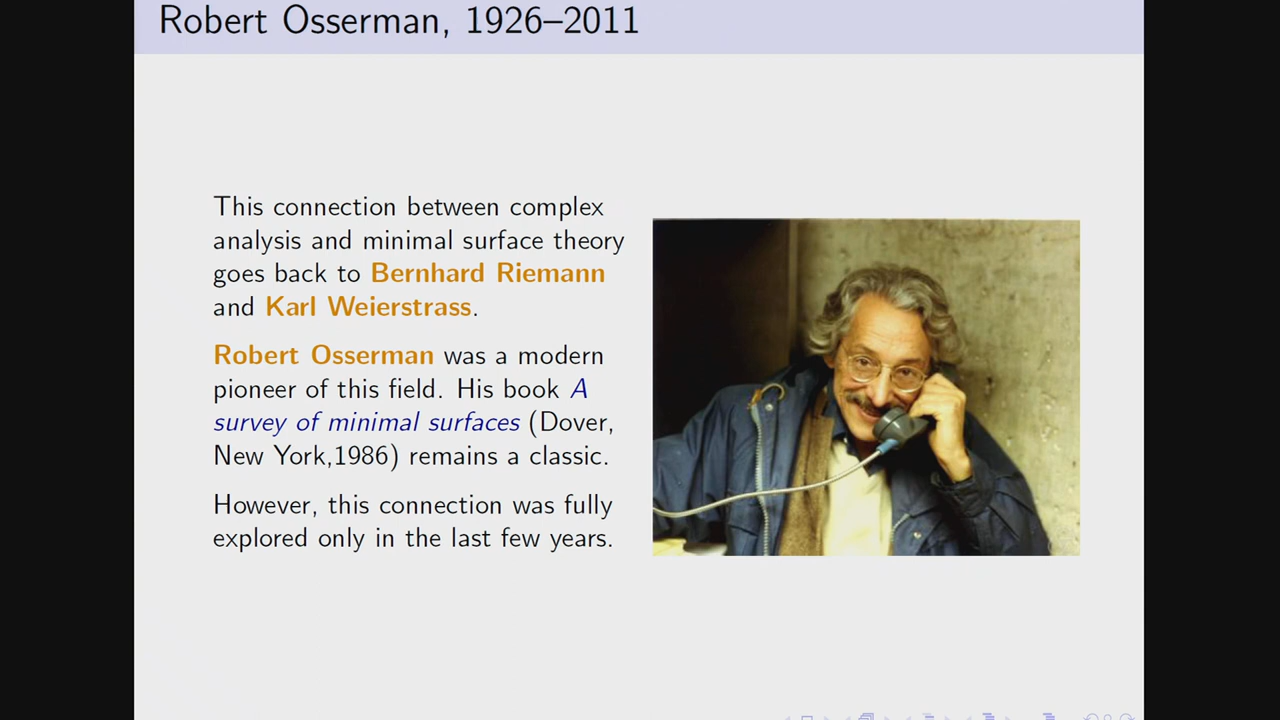 Robert Osserman, 1926–2011
This connection between complex
analysis and minimal surface theory
goes back to Bernhard Riemann
and Karl Weierstrass.
Robert Osserman was a modern
pioneer of this field. His book A
survey of minimal surfaces (Dover,
New York,1986) remains a classic.
However, this connection was fully
explored only in the last few years.